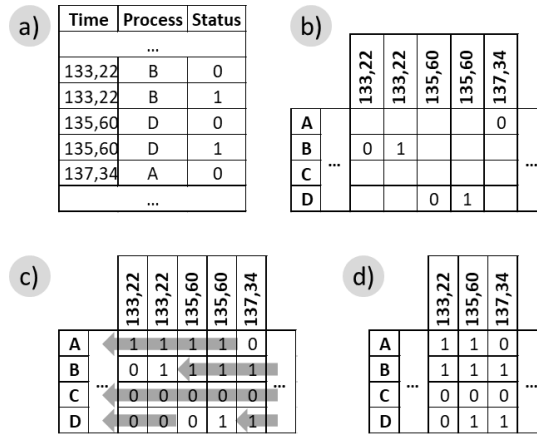 a)
Time Process Status
...
133,22 B 0
133,22 B 1
135,60 D 0
135,60 D 1
137,34 A 0
...
b)
133,22 133,22 135,60 135,60 137,34
A 0
B ... 0 1 ...
C
D 0 1
c)
133,22 133,22 135,60 135,60 137,34
A 1 1 1 1 0
B ... 0 1 1 1 1 ...
C 0 0 0 0 0
D 0 0 0 1 1
d)
133,22 135,60 137,34
A 1 1 0
B ... 1 1 1 ...
C 0 0 0
D 0 1 1